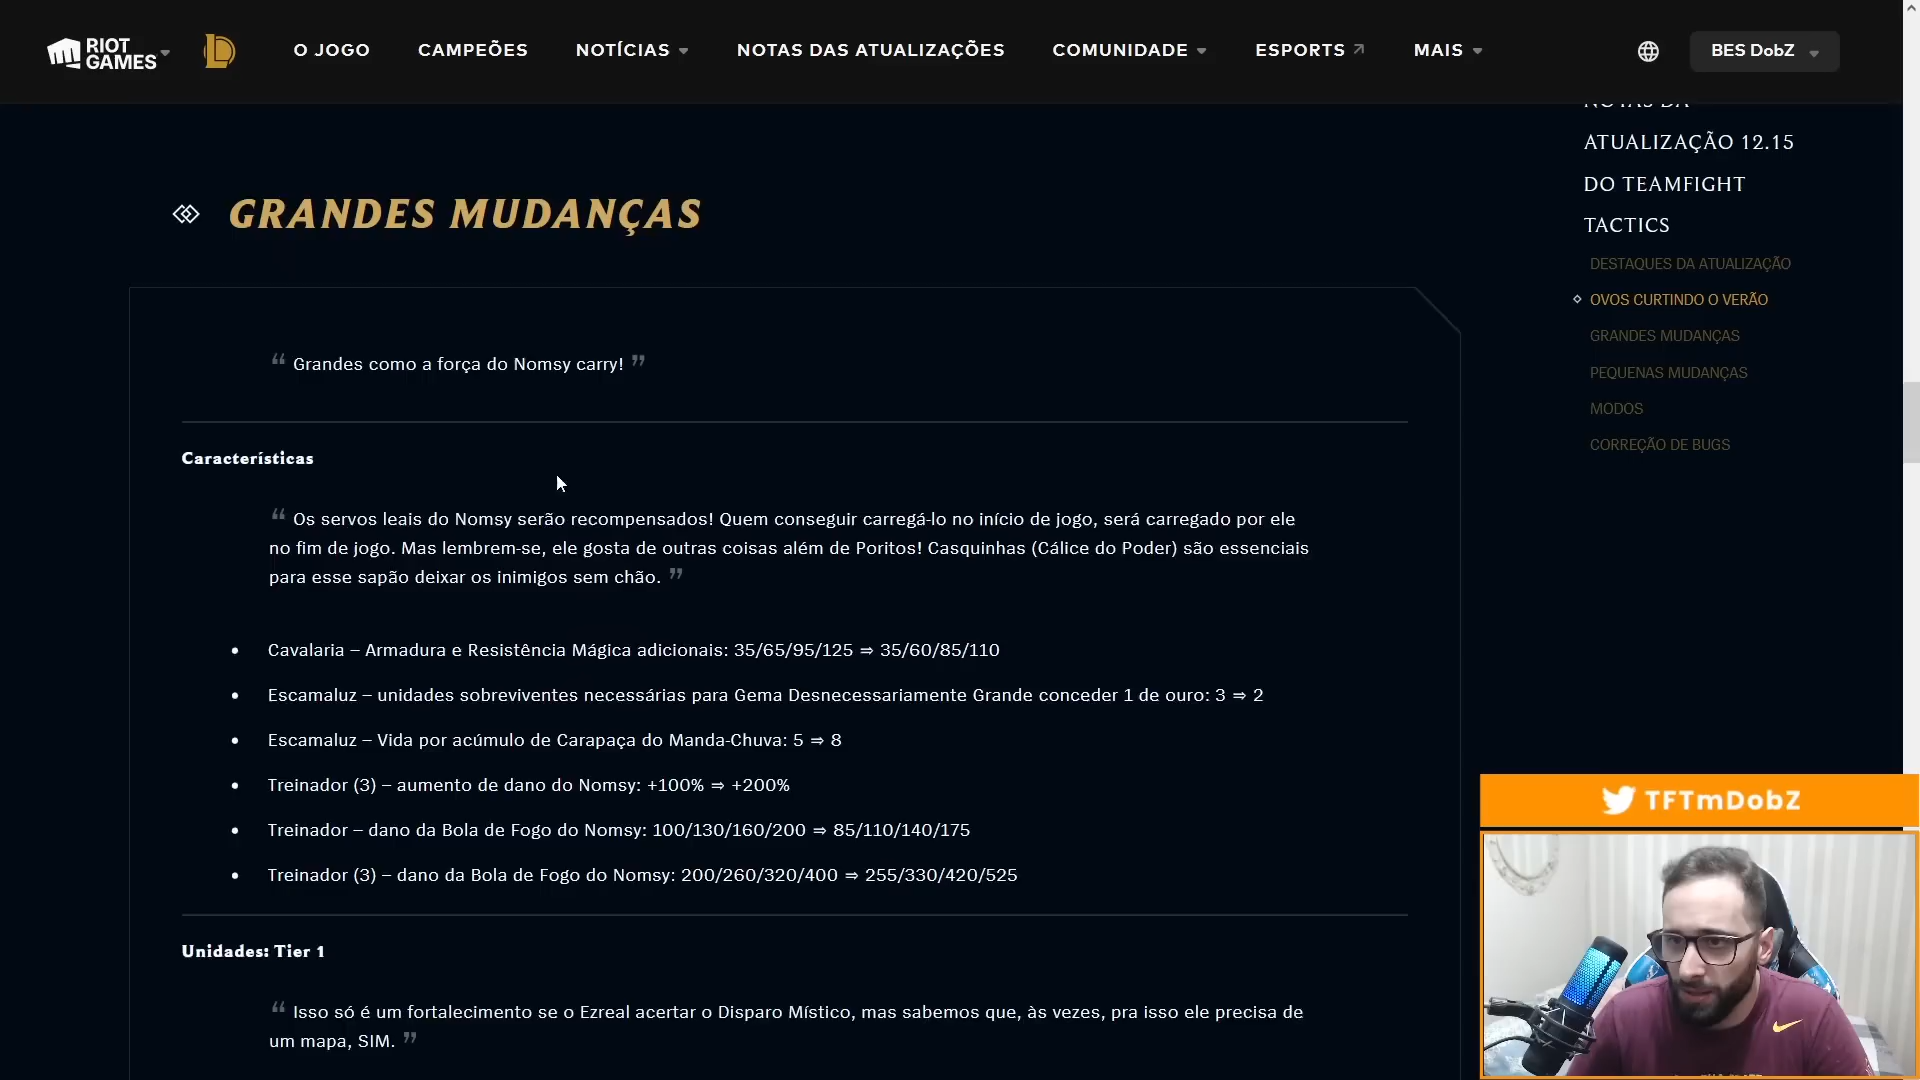 RIOT GAMES
O JOGO
CAMPEÕES
NOTÍCIAS
NOTAS DAS ATUALIZAÇÕES
COMUNIDADE
ESPORTS
MAIS
BES DobZ
NOTAS DA
ATUALIZAÇÃO 12.15
DO TEAMFIGHT
TACTICS
DESTAQUES DA ATUALIZAÇÃO
OVOS CURTINDO O VERÃO
GRANDES MUDANÇAS
PEQUENAS MUDANÇAS
MODOS
CORREÇÃO DE BUGS
GRANDES MUDANÇAS
“ Grandes como a força do Nomsy carry! ”
Características
“ Os servos leais do Nomsy serão recompensados! Quem conseguir carregá-lo no início de jogo, será carregado por ele
no fim de jogo. Mas lembrem-se, ele gosta de outras coisas além de Poritos! Casquinhas (Cálice do Poder) são essenciais
para esse sapão deixar os inimigos sem chão. ”
• Cavalaria – Armadura e Resistência Mágica adicionais: 35/65/95/125 ⇒ 35/60/85/110
• Escamaluz – unidades sobreviventes necessárias para Gema Desnecessariamente Grande conceder 1 de ouro: 3 ⇒ 2
• Escamaluz – Vida por acúmulo de Carapaça do Manda-Chuva: 5 ⇒ 8
• Treinador (3) – aumento de dano do Nomsy: +100% ⇒ +200%
• Treinador – dano da Bola de Fogo do Nomsy: 100/130/160/200 ⇒ 85/110/140/175
• Treinador (3) – dano da Bola de Fogo do Nomsy: 200/260/320/400 ⇒ 255/330/420/525
Unidades: Tier 1
“ Isso só é um fortalecimento se o Ezreal acertar o Disparo Místico, mas sabemos que, às vezes, pra isso ele precisa de
um mapa, SIM. ”
TFTmDobZ